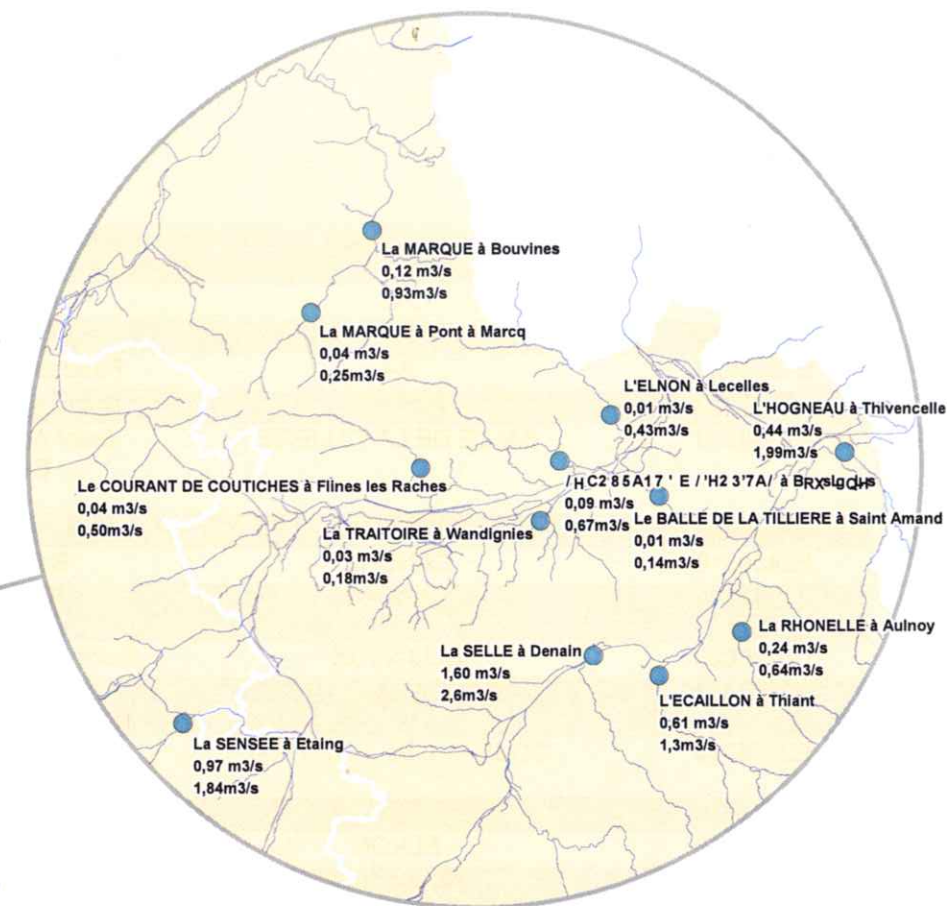 La MARQUE à Bouvines
0,12 m3/s
0,93m3/s
La MARQUE à Pont à Marcq
0,04 m3/s
0,25m3/s
L'ELNON à Lecelles
0,01 m3/s
0,43m3/s
L'HOGNEAU à Thivencelle
0,44 m3/s
1,99m3/s
Le COURANT DE COUTICHES à Flines les Raches
0,04 m3/s
0,50m3/s
0,09 m3/s
0,67m3/s
La TRAITOIRE à Wandignies
0,03 m3/s
0,18m3/s
Le BALLE DE LA TILLIERE à Saint Amand
0,01 m3/s
0,14m3/s
La RHONELLE à Aulnoy
0,24 m3/s
0,64m3/s
La SELLE à Denain
1,60 m3/s
2,6m3/s
L'ECAILLON à Thiant
0,61 m3/s
1,3m3/s
La SENSEE à Etaing
0,97 m3/s
1,84m3/s